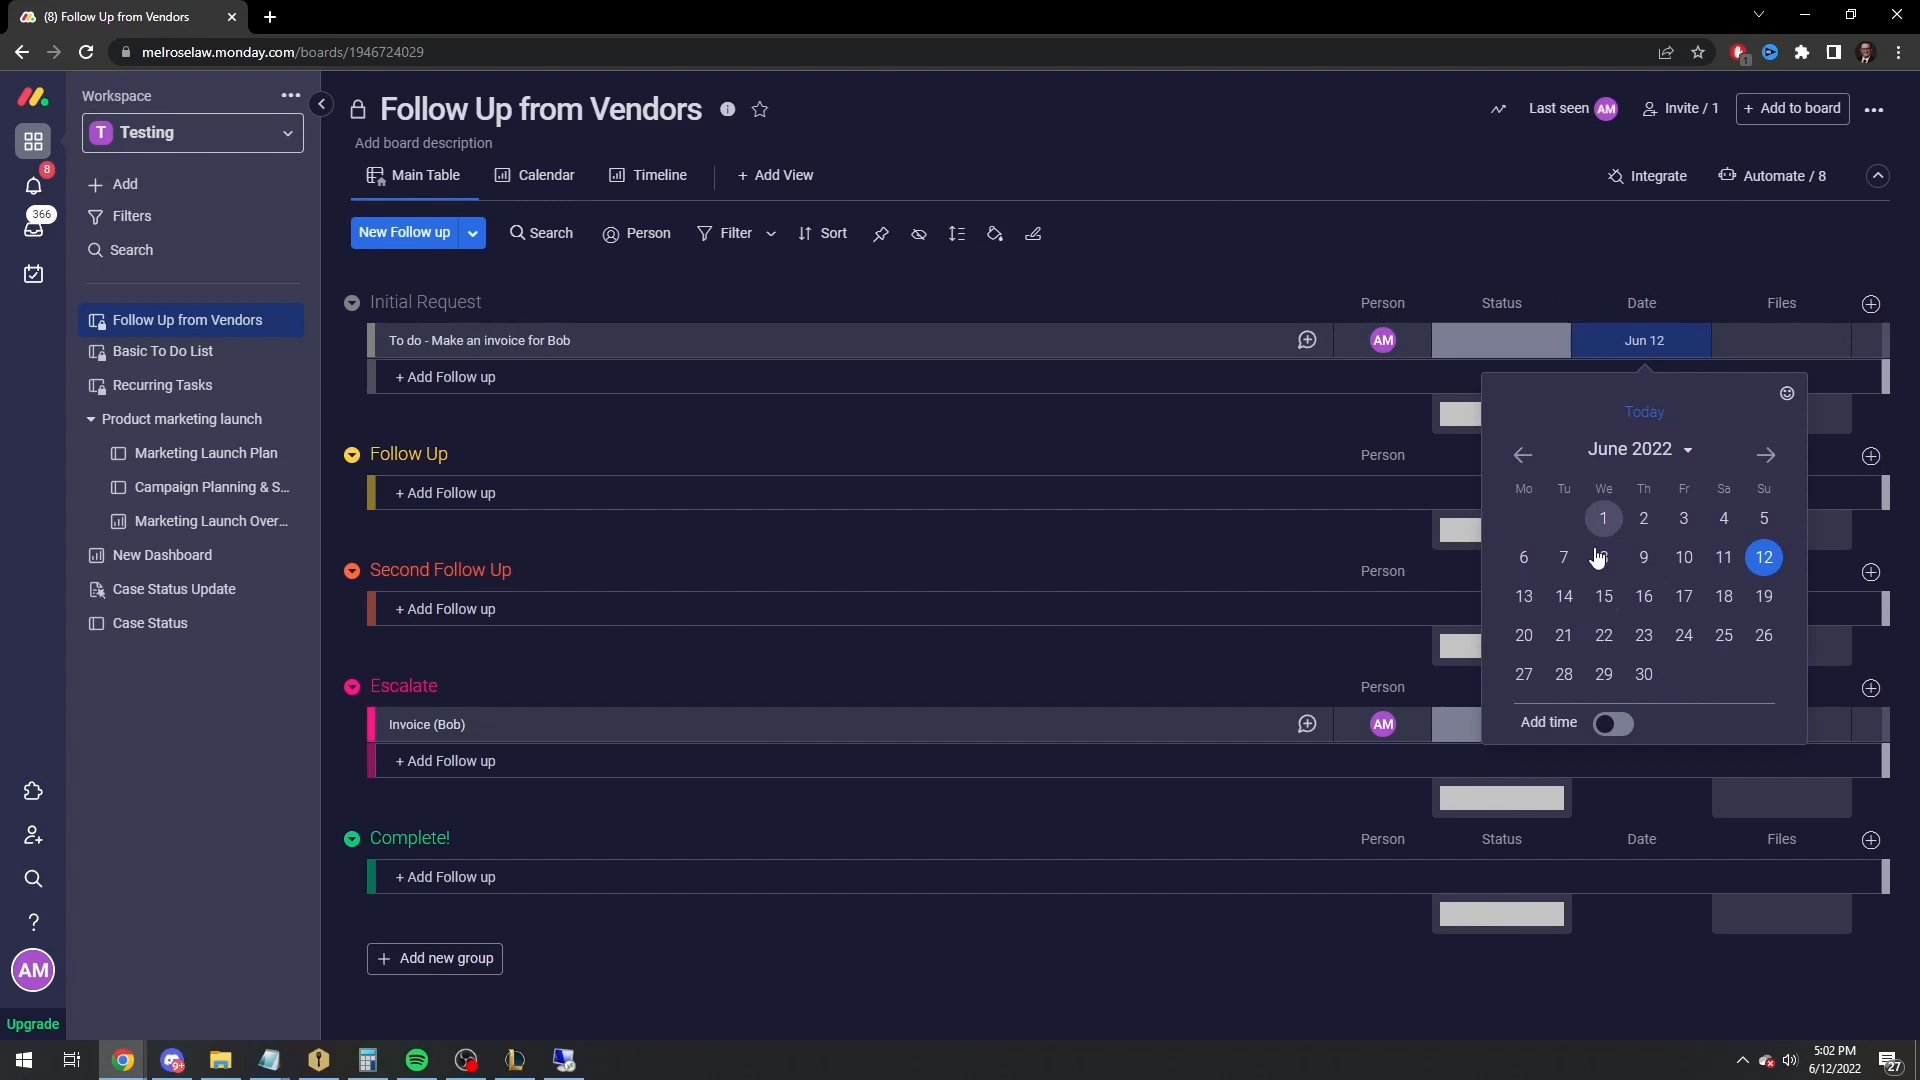 (8) Follow Up from Vendors
melroselaw.monday.com/boards/1946724029
1
Workspace
T Testing
Add
Filters
Search
8
366
Follow Up from Vendors
Basic To Do List
Recurring Tasks
Product marketing launch
Marketing Launch Plan
Campaign Planning & S...
Marketing Launch Over...
New Dashboard
Case Status Update
Case Status
AM
Upgrade
Follow Up from Vendors
Last seen AM
Invite / 1
+ Add to board
Add board description
Main Table
Calendar
Timeline
+ Add View
Integrate
Automate / 8
New Follow up
Search
Person
Filter
Sort
Initial Request Person Status Date Files
To do - Make an invoice for Bob AM Jun 12
+ Add Follow up
Follow Up Person
+ Add Follow up
Second Follow Up Person
+ Add Follow up
Escalate Person
Invoice (Bob) AM
+ Add Follow up
Complete! Person Status Date Files
+ Add Follow up
+ Add new group
Today
June 2022
Mo Tu We Th Fr Sa Su
1 2 3 4 5
6 7 8 9 10 11 12
13 14 15 16 17 18 19
20 21 22 23 24 25 26
27 28 29 30
Add time
9+
5:02 PM
6/12/2022
27